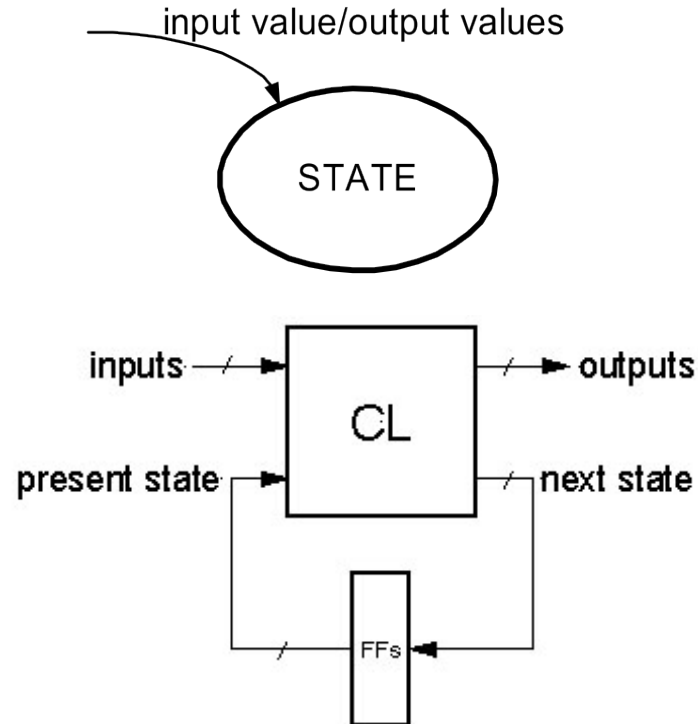 input value/output values
STATE
inputs
outputs
CL
present state
next state
FFs